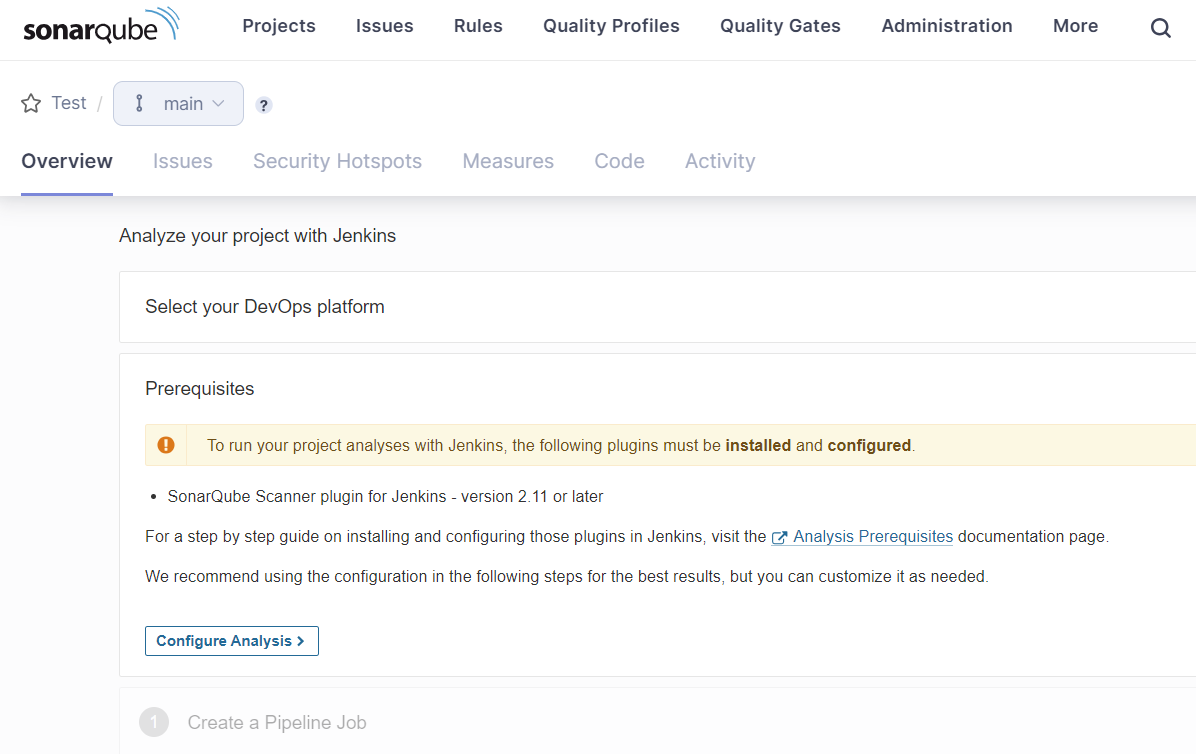 sonarqube Projects Issues Rules Quality Profiles Quality Gates Administration More
Test / main ?
Overview Issues Security Hotspots Measures Code Activity
Analyze your project with Jenkins
Select your DevOps platform
Prerequisites
To run your project analyses with Jenkins, the following plugins must be installed and configured.
• SonarQube Scanner plugin for Jenkins - version 2.11 or later
For a step by step guide on installing and configuring those plugins in Jenkins, visit the Analysis Prerequisites documentation page.
We recommend using the configuration in the following steps for the best results, but you can customize it as needed.
Configure Analysis
1 Create a Pipeline Job